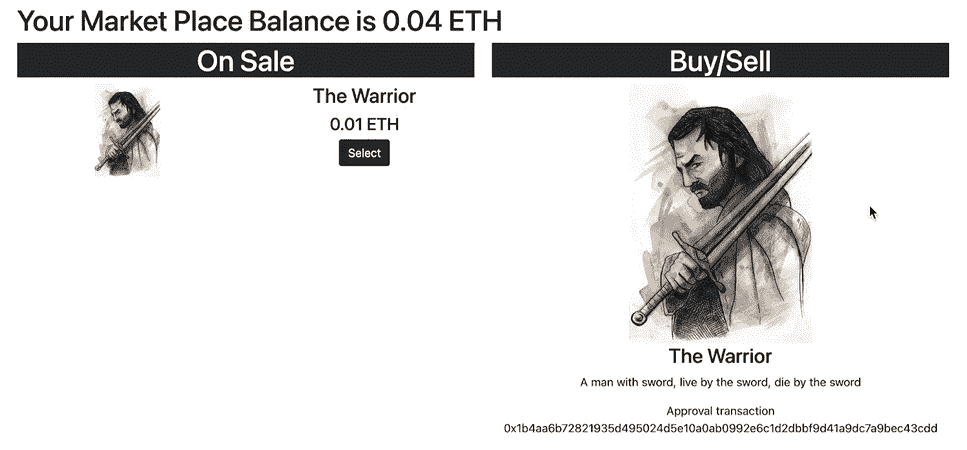 Your Market Place Balance is 0.04 ETH
On Sale
Buy/Sell
The Warrior
0.01 ETH
Select
The Warrior
A man with sword, live by the sword, die by the sword
Approval transaction
0x1b4aa6b72821935d495024d5e10a0ab0992e6c1d2dbbf9d41a9dc7a9bec43cdd